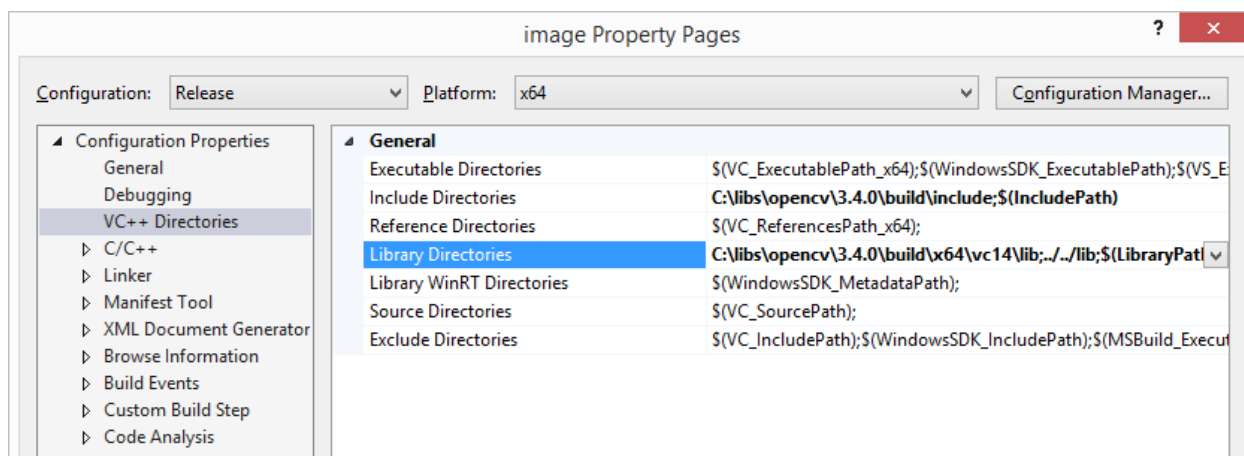 image Property Pages
? ×
Configuration: Release Platform: x64 Configuration Manager...
Configuration Properties
General
Debugging
VC++ Directories
C/C++
Linker
Manifest Tool
XML Document Generator
Browse Information
Build Events
Custom Build Step
Code Analysis
General
Executable Directories $(VC_ExecutablePath_x64);$(WindowsSDK_ExecutablePath);$(VS_E
Include Directories C:\libs\opencv\3.4.0\build\include;$(IncludePath)
Reference Directories $(VC_ReferencesPath_x64);
Library Directories C:\libs\opencv\3.4.0\build\x64\vc14\lib;../../lib;$(LibraryPatl
Library WinRT Directories $(WindowsSDK_MetadataPath);
Source Directories $(VC_SourcePath);
Exclude Directories $(VC_IncludePath);$(WindowsSDK_IncludePath);$(MSBuild_Execut